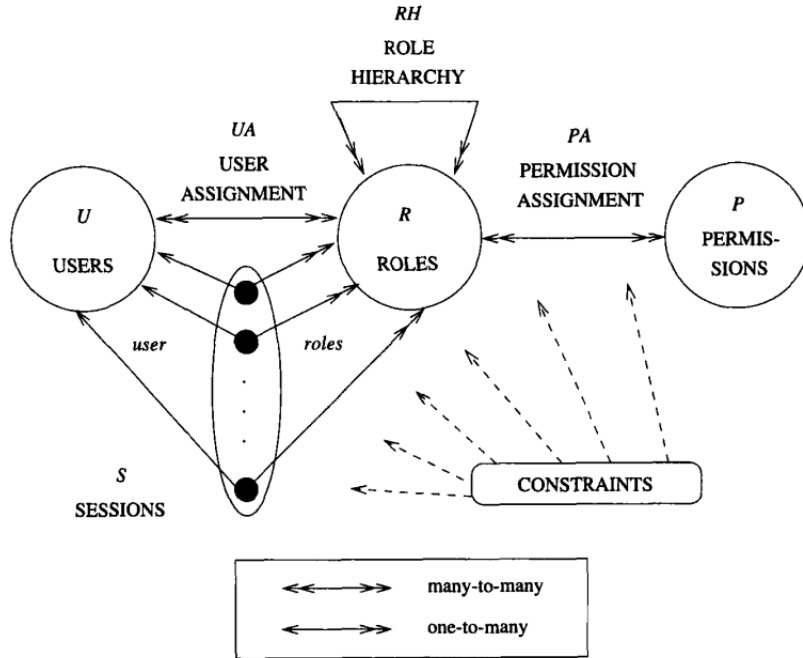 RH
ROLE
HIERARCHY
UA
USER
ASSIGNMENT
PA
PERMISSION
ASSIGNMENT
U
USERS
R
ROLES
P
PERMIS-
SIONS
user
roles
S
SESSIONS
CONSTRAINTS
many-to-many
one-to-many